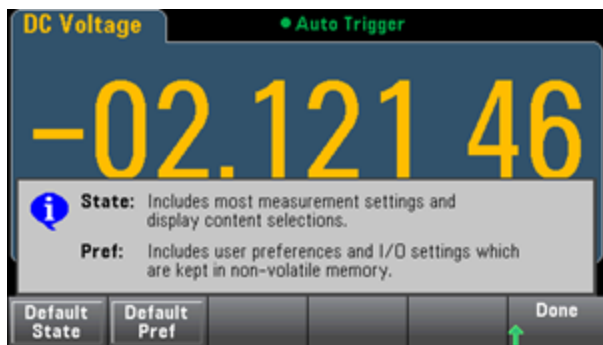 DC Voltage
Auto Trigger
-02.121 46
State: Includes most measurement settings and
display content selections.
Pref: Includes user preferences and I/O settings which
are kept in non-volatile memory.
Default State
Default Pref
Done